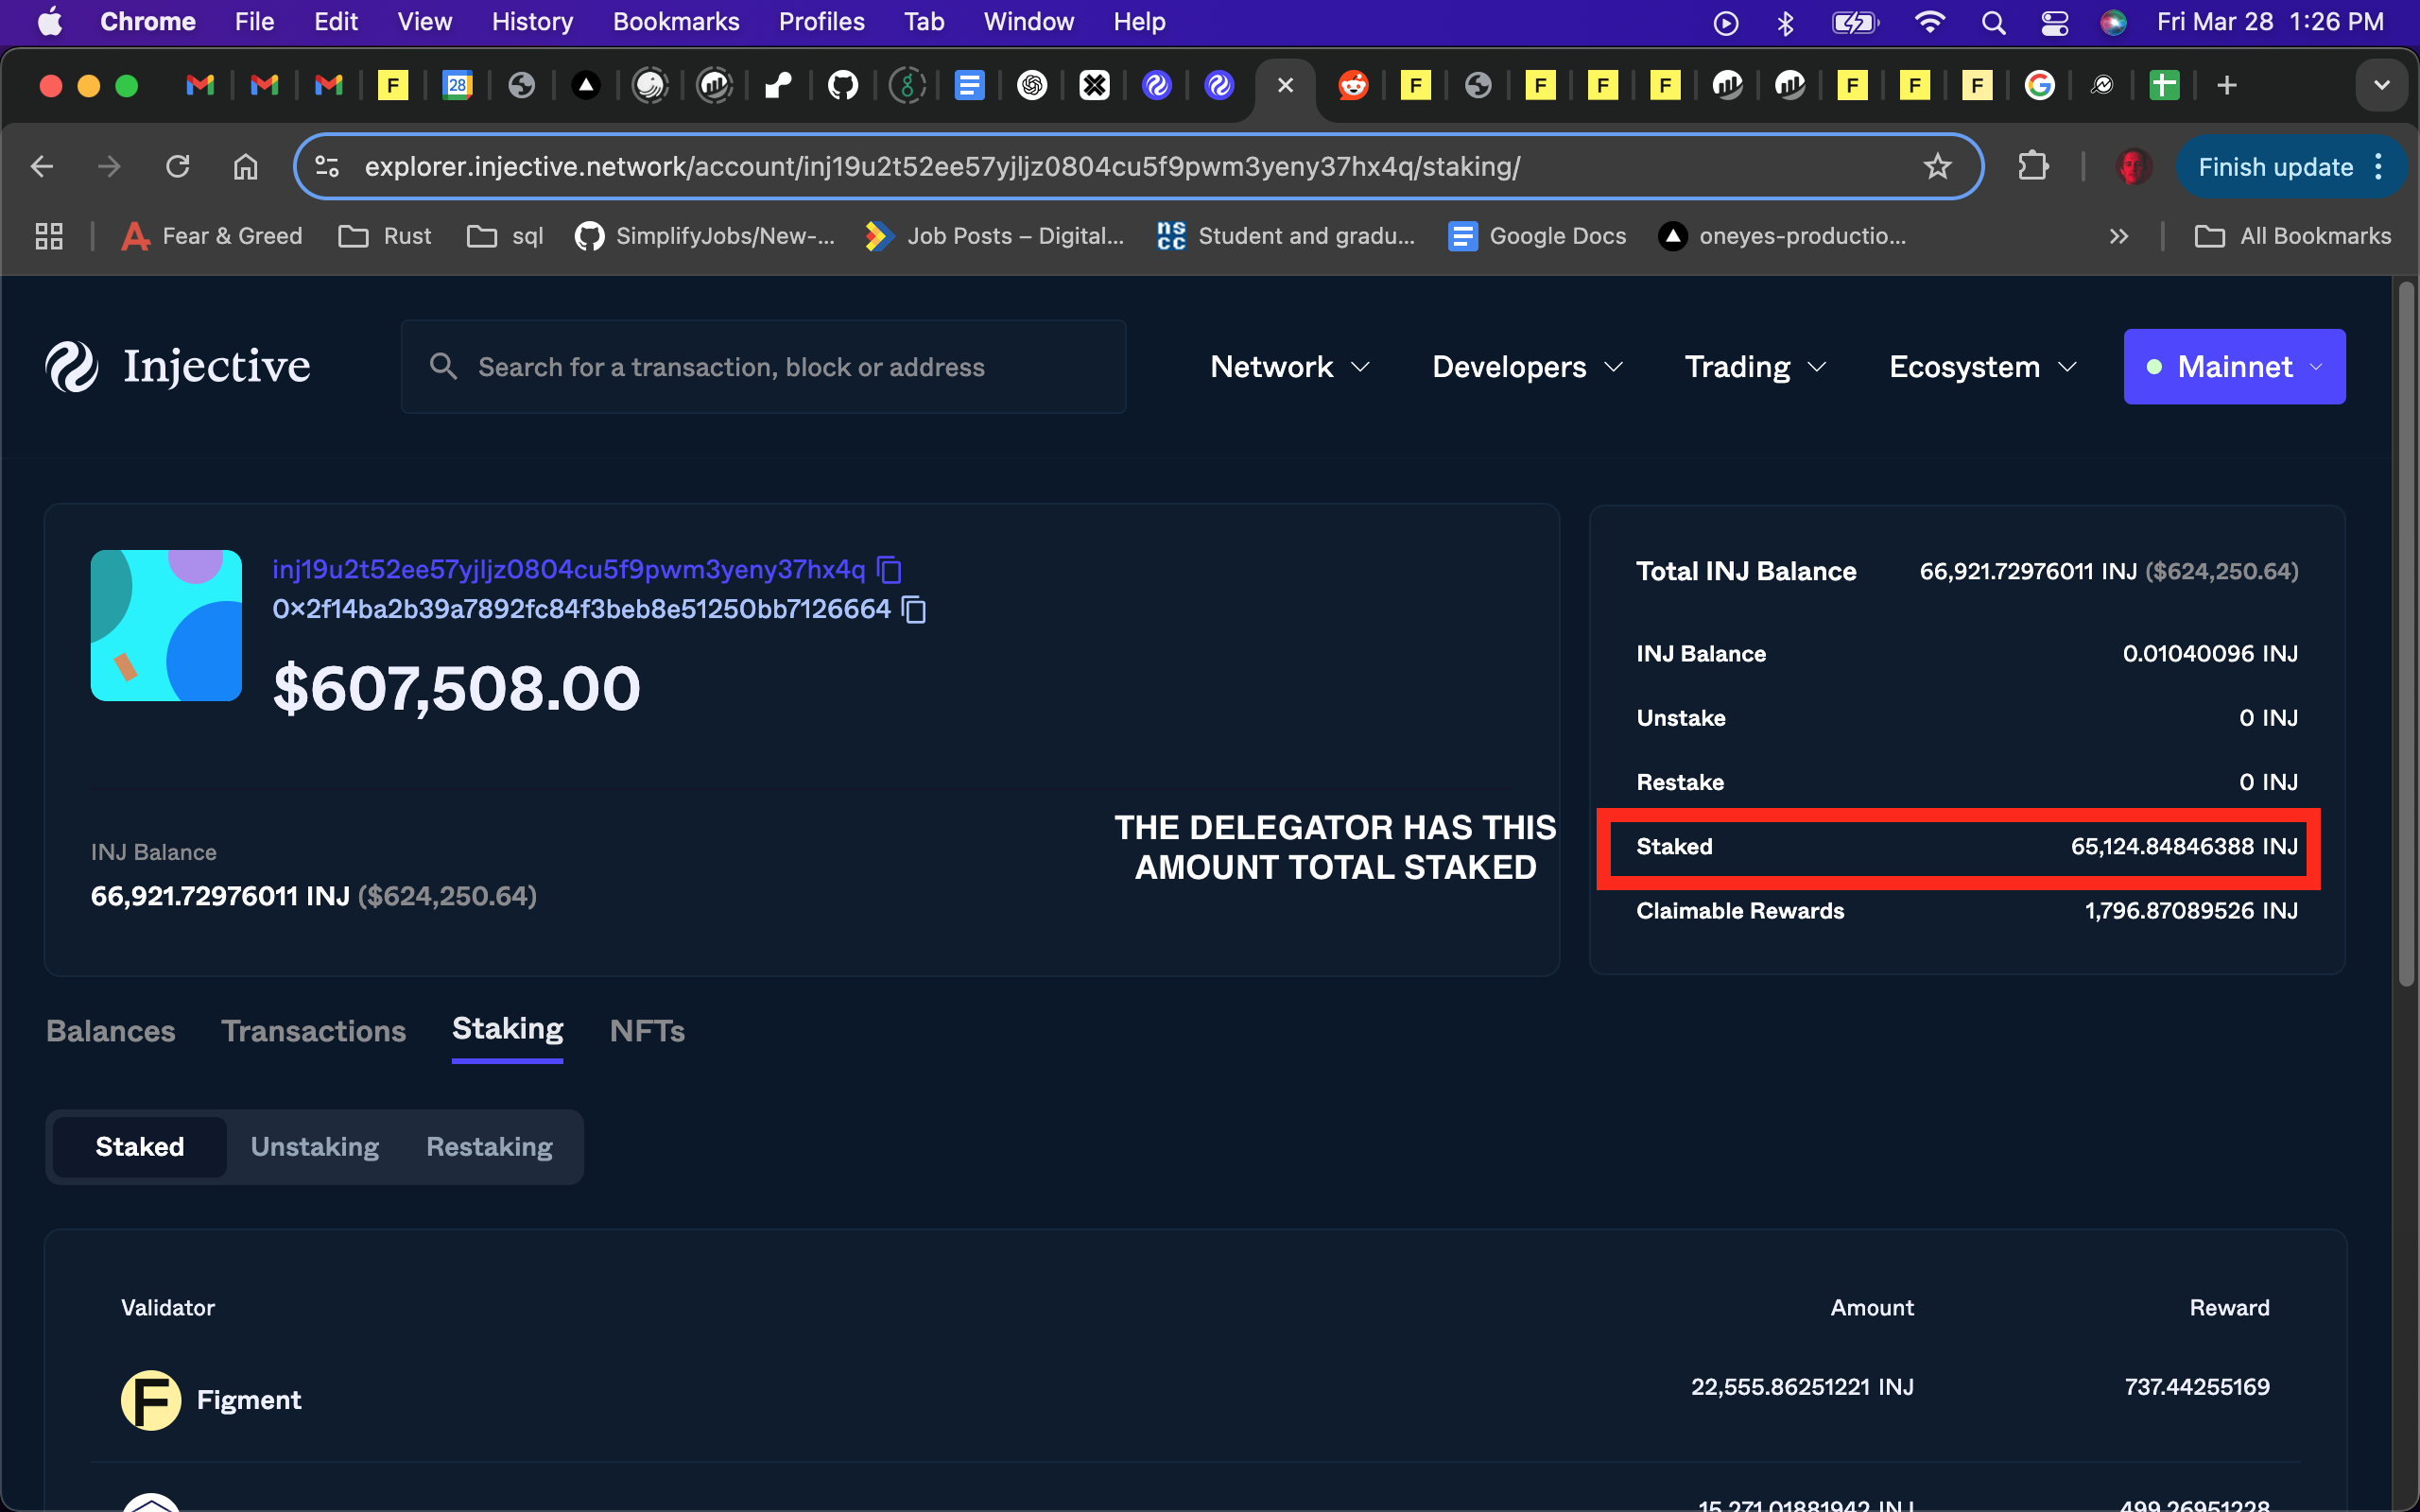 Chrome File Edit View History Bookmarks Profiles Tab Window Help Fri Mar 28 1:26 PM
28
explorer.injective.network/account/inj19u2t52ee57yjljz0804cu5f9pwm3yeny37hx4q/staking/ Finish update
Fear & Greed Rust sql SimplifyJobs/New-... Job Posts – Digital... Student and gradu... Google Docs oneyes-productio... All Bookmarks
Injective Search for a transaction, block or address Network Developers Trading Ecosystem Mainnet
inj19u2t52ee57yjljz0804cu5f9pwm3yeny37hx4q
0x2f14ba2b39a7892fc84f3beb8e51250bb7126664
$607,508.00
INJ Balance
66,921.72976011 INJ ($624,250.64)
THE DELEGATOR HAS THIS
AMOUNT TOTAL STAKED
Total INJ Balance 66,921.72976011 INJ ($624,250.64)
INJ Balance 0.01040096 INJ
Unstake 0 INJ
Restake 0 INJ
Staked 65,124.84846388 INJ
Claimable Rewards 1,796.87089526 INJ
Balances Transactions Staking NFTs
Staked Unstaking Restaking
Validator Amount Reward
Figment 22,555.86251221 INJ 737.44255169
15,271.01881942 INJ 499.26951228